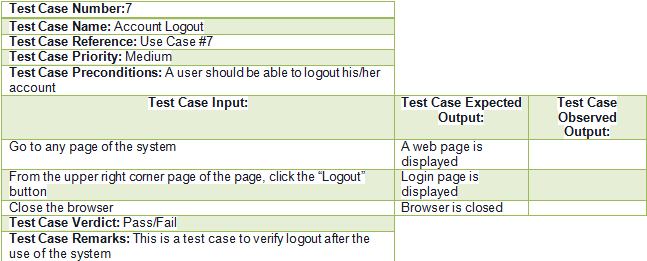 Test Case Number:7
Test Case Name: Account Logout
Test Case Reference: Use Case #7
Test Case Priority: Medium
Test Case Preconditions: A user should be able to logout his/her
account
Test Case Input:
Test Case Expected
Output:
Test Case
Observed
Output:
Go to any page of the system
A web page is
displayed
From the upper right corner page of the page, click the “Logout”
button
Login page is
displayed
Close the browser
Browser is closed
Test Case Verdict: Pass/Fail
Test Case Remarks: This is a test case to verify logout after the
use of the system